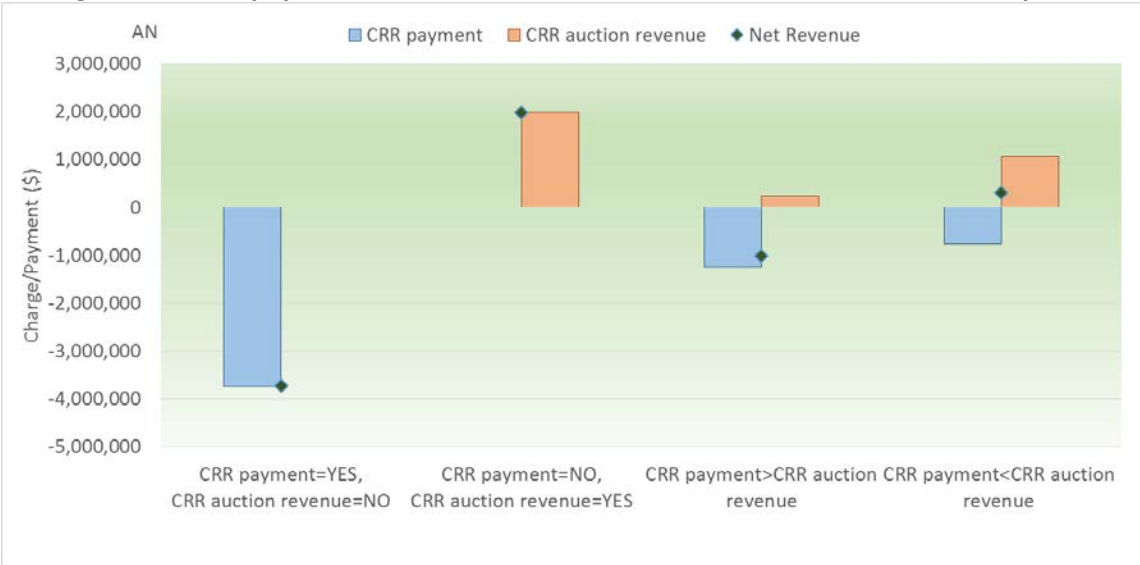 AN
CRR payment CRR auction revenue Net Revenue
3,000,000
2,000,000
1,000,000
0
-1,000,000
-2,000,000
-3,000,000
-4,000,000
-5,000,000
Charge/Payment ($)
CRR payment=YES,
CRR auction revenue=NO
CRR payment=NO,
CRR auction revenue=YES
CRR payment>CRR auction
revenue
CRR payment<CRR auction
revenue